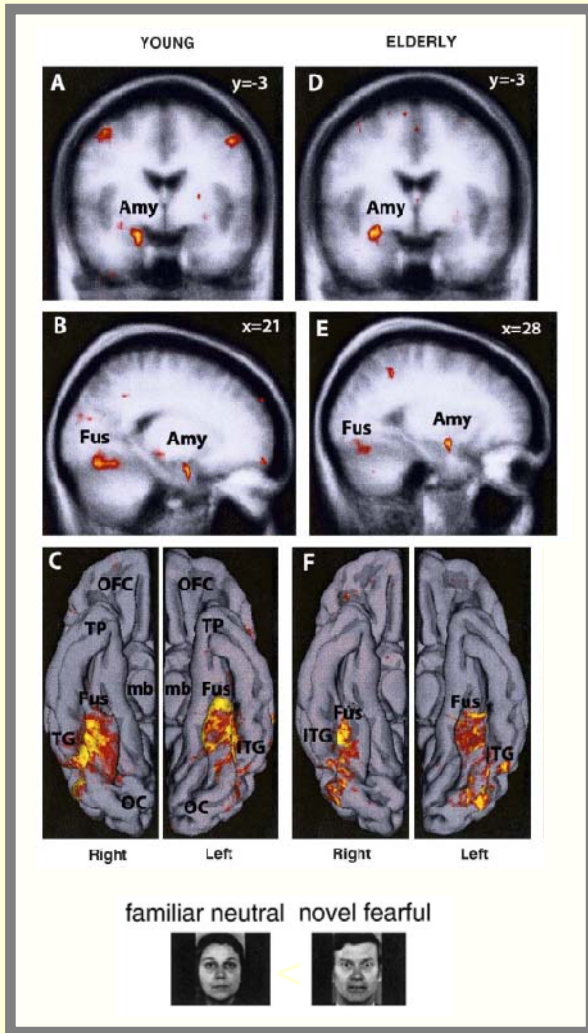 YOUNG ELDERLY
A y=-3 D y=-3
Amy Amy
B x=21 E x=28
Fus Amy Fus Amy
C F
OFC OFC
TP TP
mb mb
Fus Fus Fus Fus
TG ITG ITG ITG
OC OC
Right Left Right Left
familiar neutral novel fearful
<